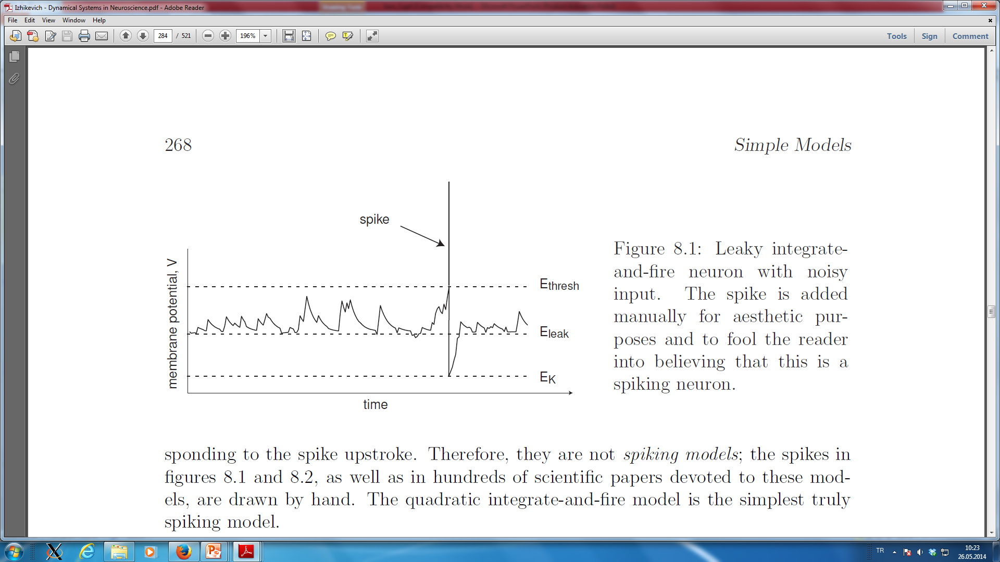 Izhikevich - Dynamical Systems in Neuroscience.pdf - Adobe Reader
File Edit View Window Help
284 / 521 196% Tools Sign Comment
268 Simple Models
spike
membrane potential, V
Ethresh
Eleak
EK
time
Figure 8.1: Leaky integrate-
and-fire neuron with noisy
input. The spike is added
manually for aesthetic pur-
poses and to fool the reader
into believing that this is a
spiking neuron.
sponding to the spike upstroke. Therefore, they are not spiking models; the spikes in
figures 8.1 and 8.2, as well as in hundreds of scientific papers devoted to these mod-
els, are drawn by hand. The quadratic integrate-and-fire model is the simplest truly
spiking model.
TR
10:23
26.05.2014